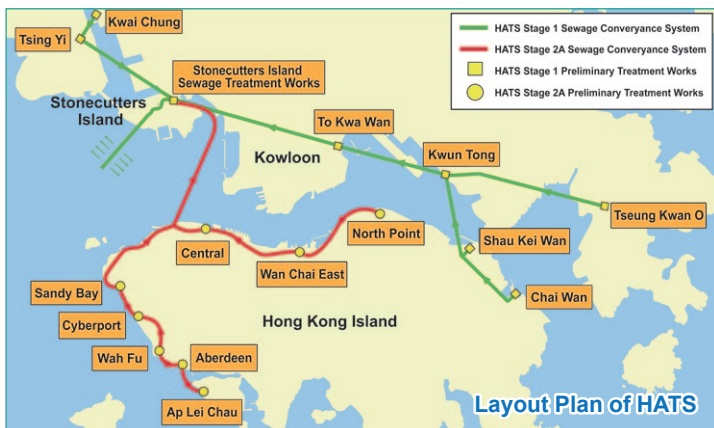 Kwai Chung
Tsing Yi
Stonecutters Island
Sewage Treatment Works
Stonecutters
Island
To Kwa Wan
Kowloon
Kwun Tong
Tseung Kwan O
HATS Stage 1 Sewage Converyance System
HATS Stage 2A Sewage Converyance System
HATS Stage 1 Preliminary Treatment Works
HATS Stage 2A Preliminary Treatment Works
North Point
Central
Wan Chai East
Shau Kei Wan
Chai Wan
Sandy Bay
Cyberport
Hong Kong Island
Wah Fu
Aberdeen
Ap Lei Chau
Layout Plan of HATS